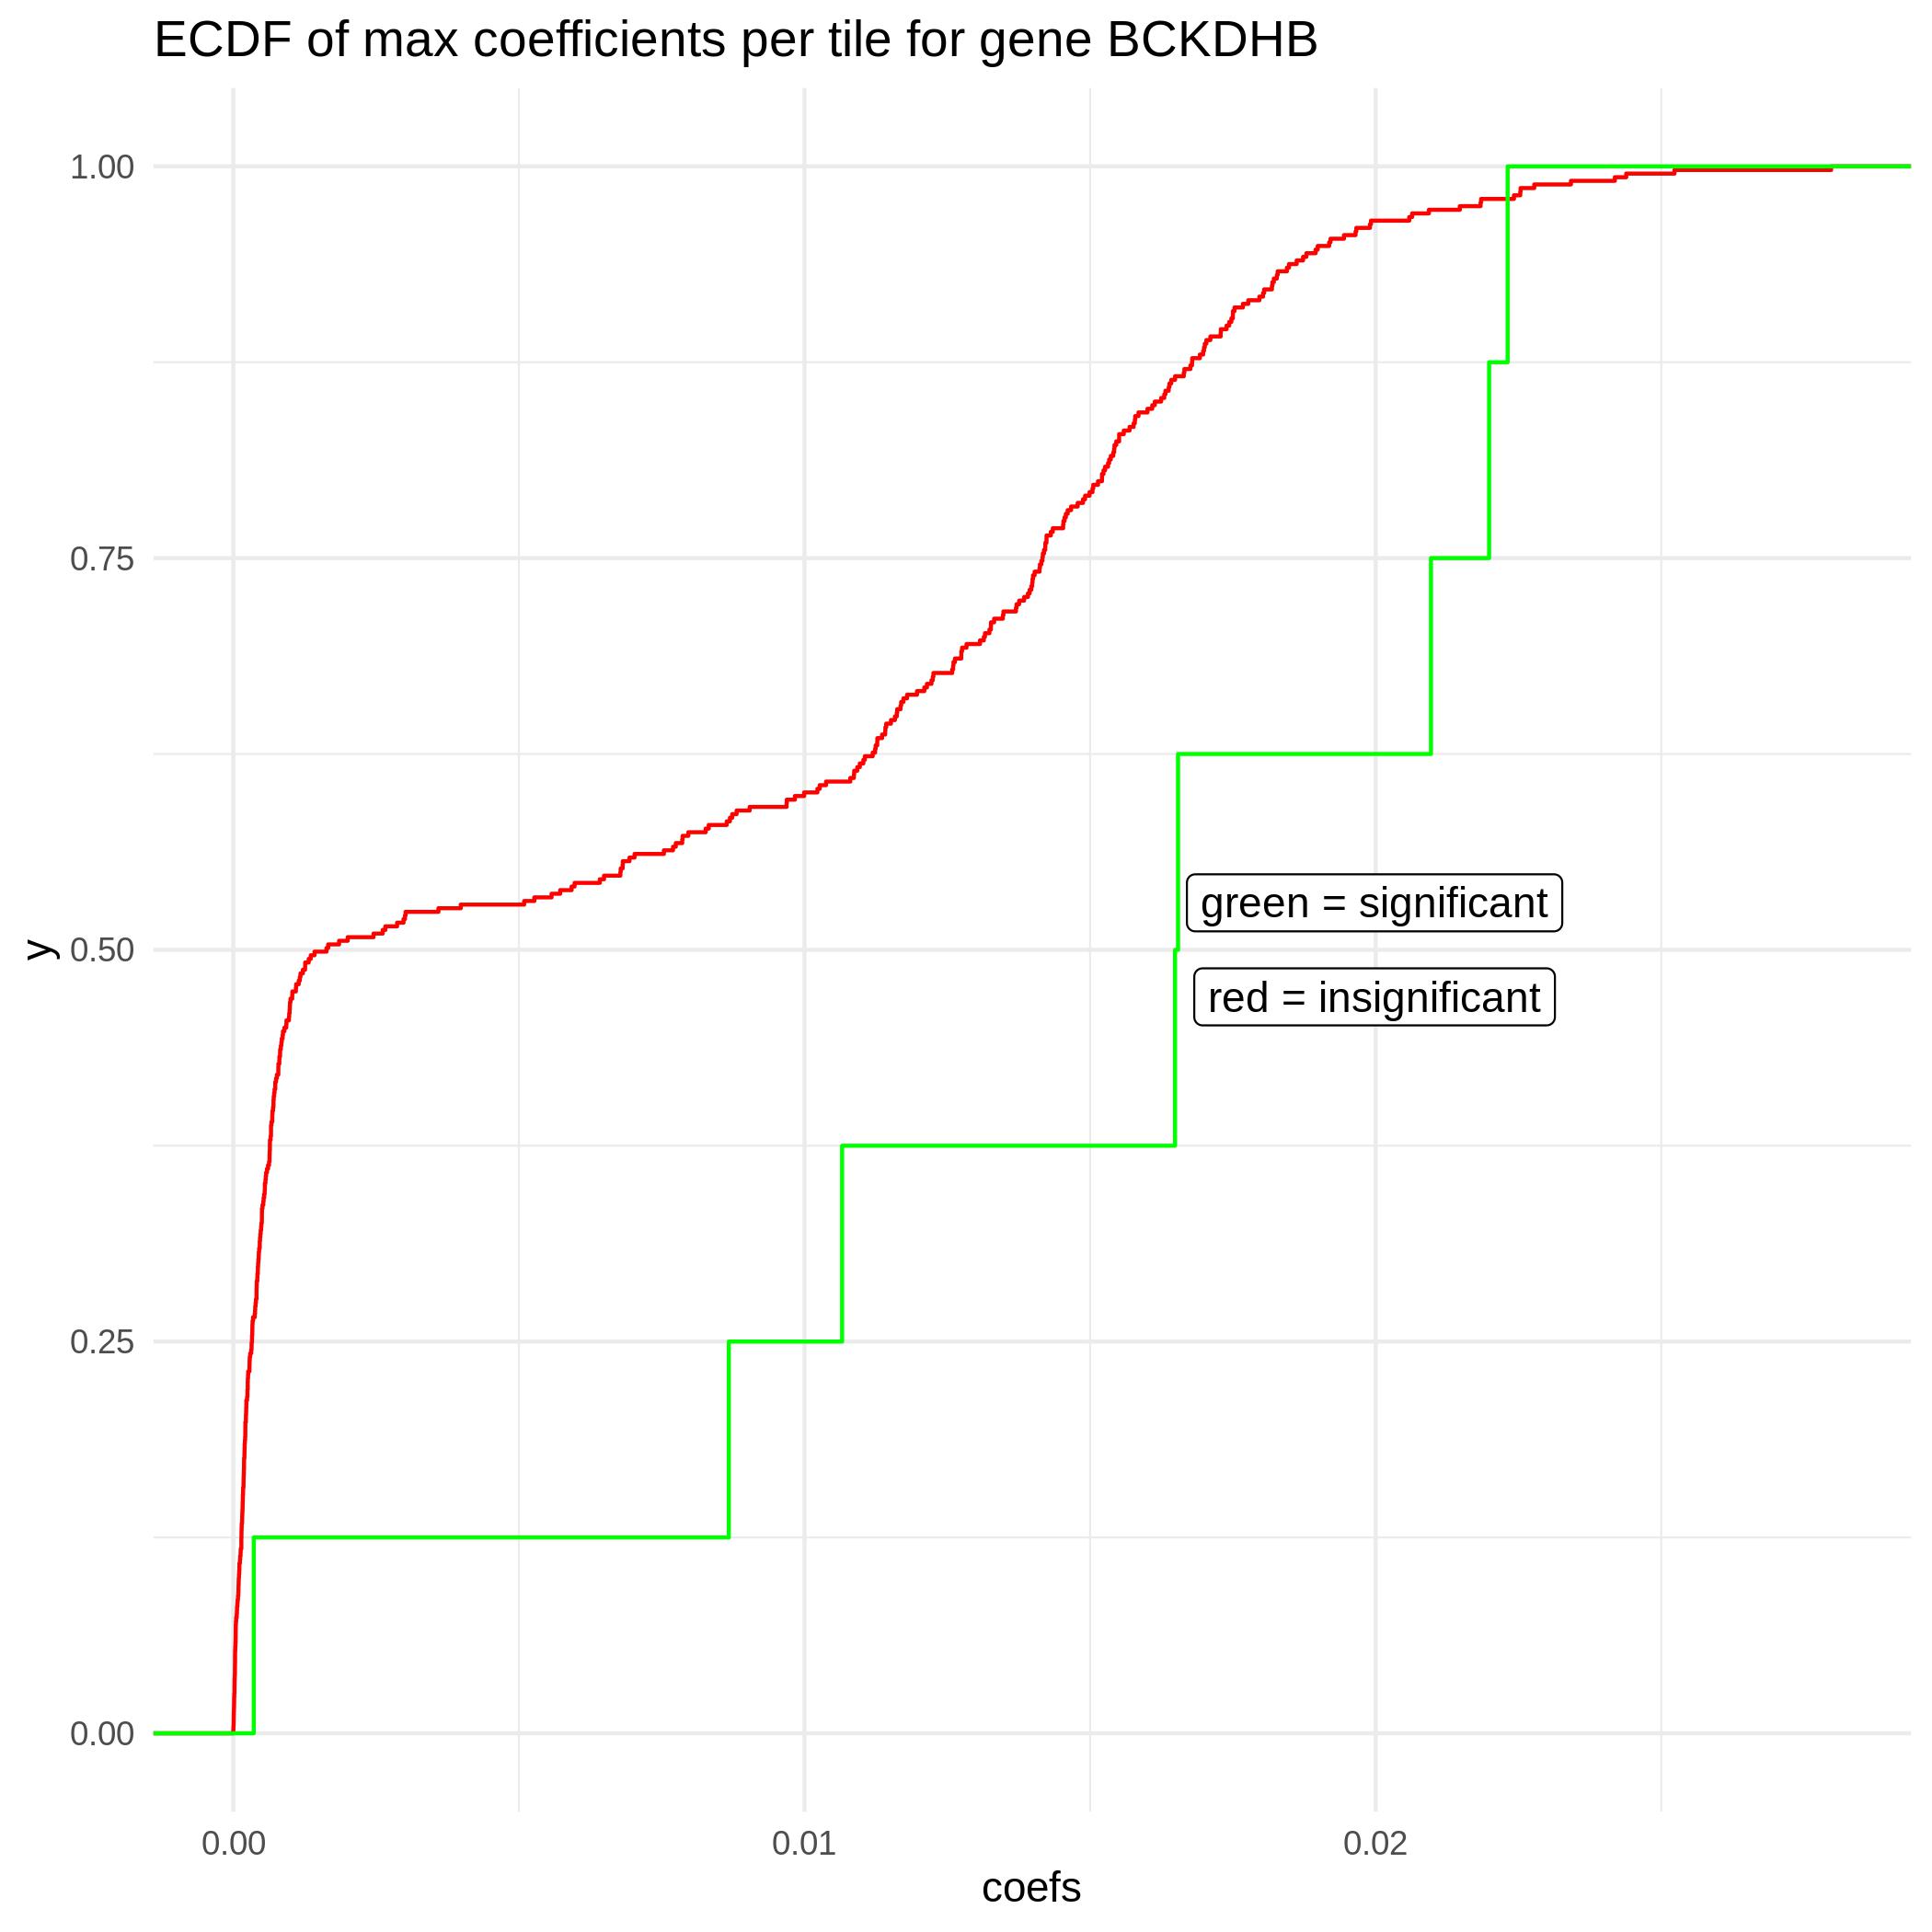 ECDF of max coefficients per tile for gene BCKDHB
1.00
0.75
0.50
0.25
0.00
y
green = significant
red = insignificant
0.00
0.01
0.02
coefs